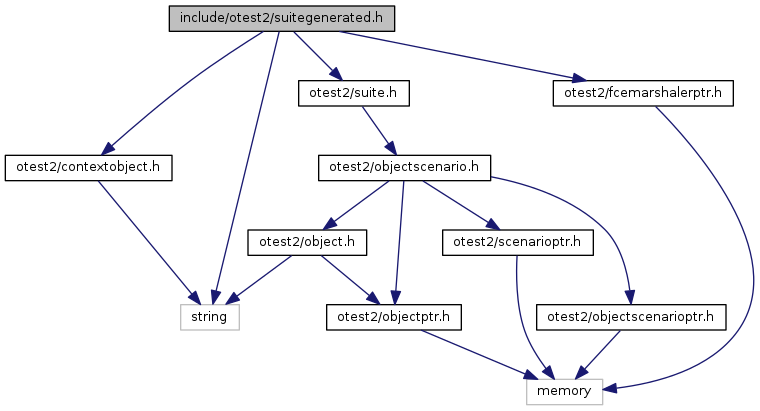 include/otest2/suitegenerated.h
otest2/suite.h
otest2/fcemarshalerptr.h
otest2/contextobject.h
otest2/objectscenario.h
otest2/object.h
otest2/scenarioptr.h
string
otest2/objectptr.h
otest2/objectscenarioptr.h
memory